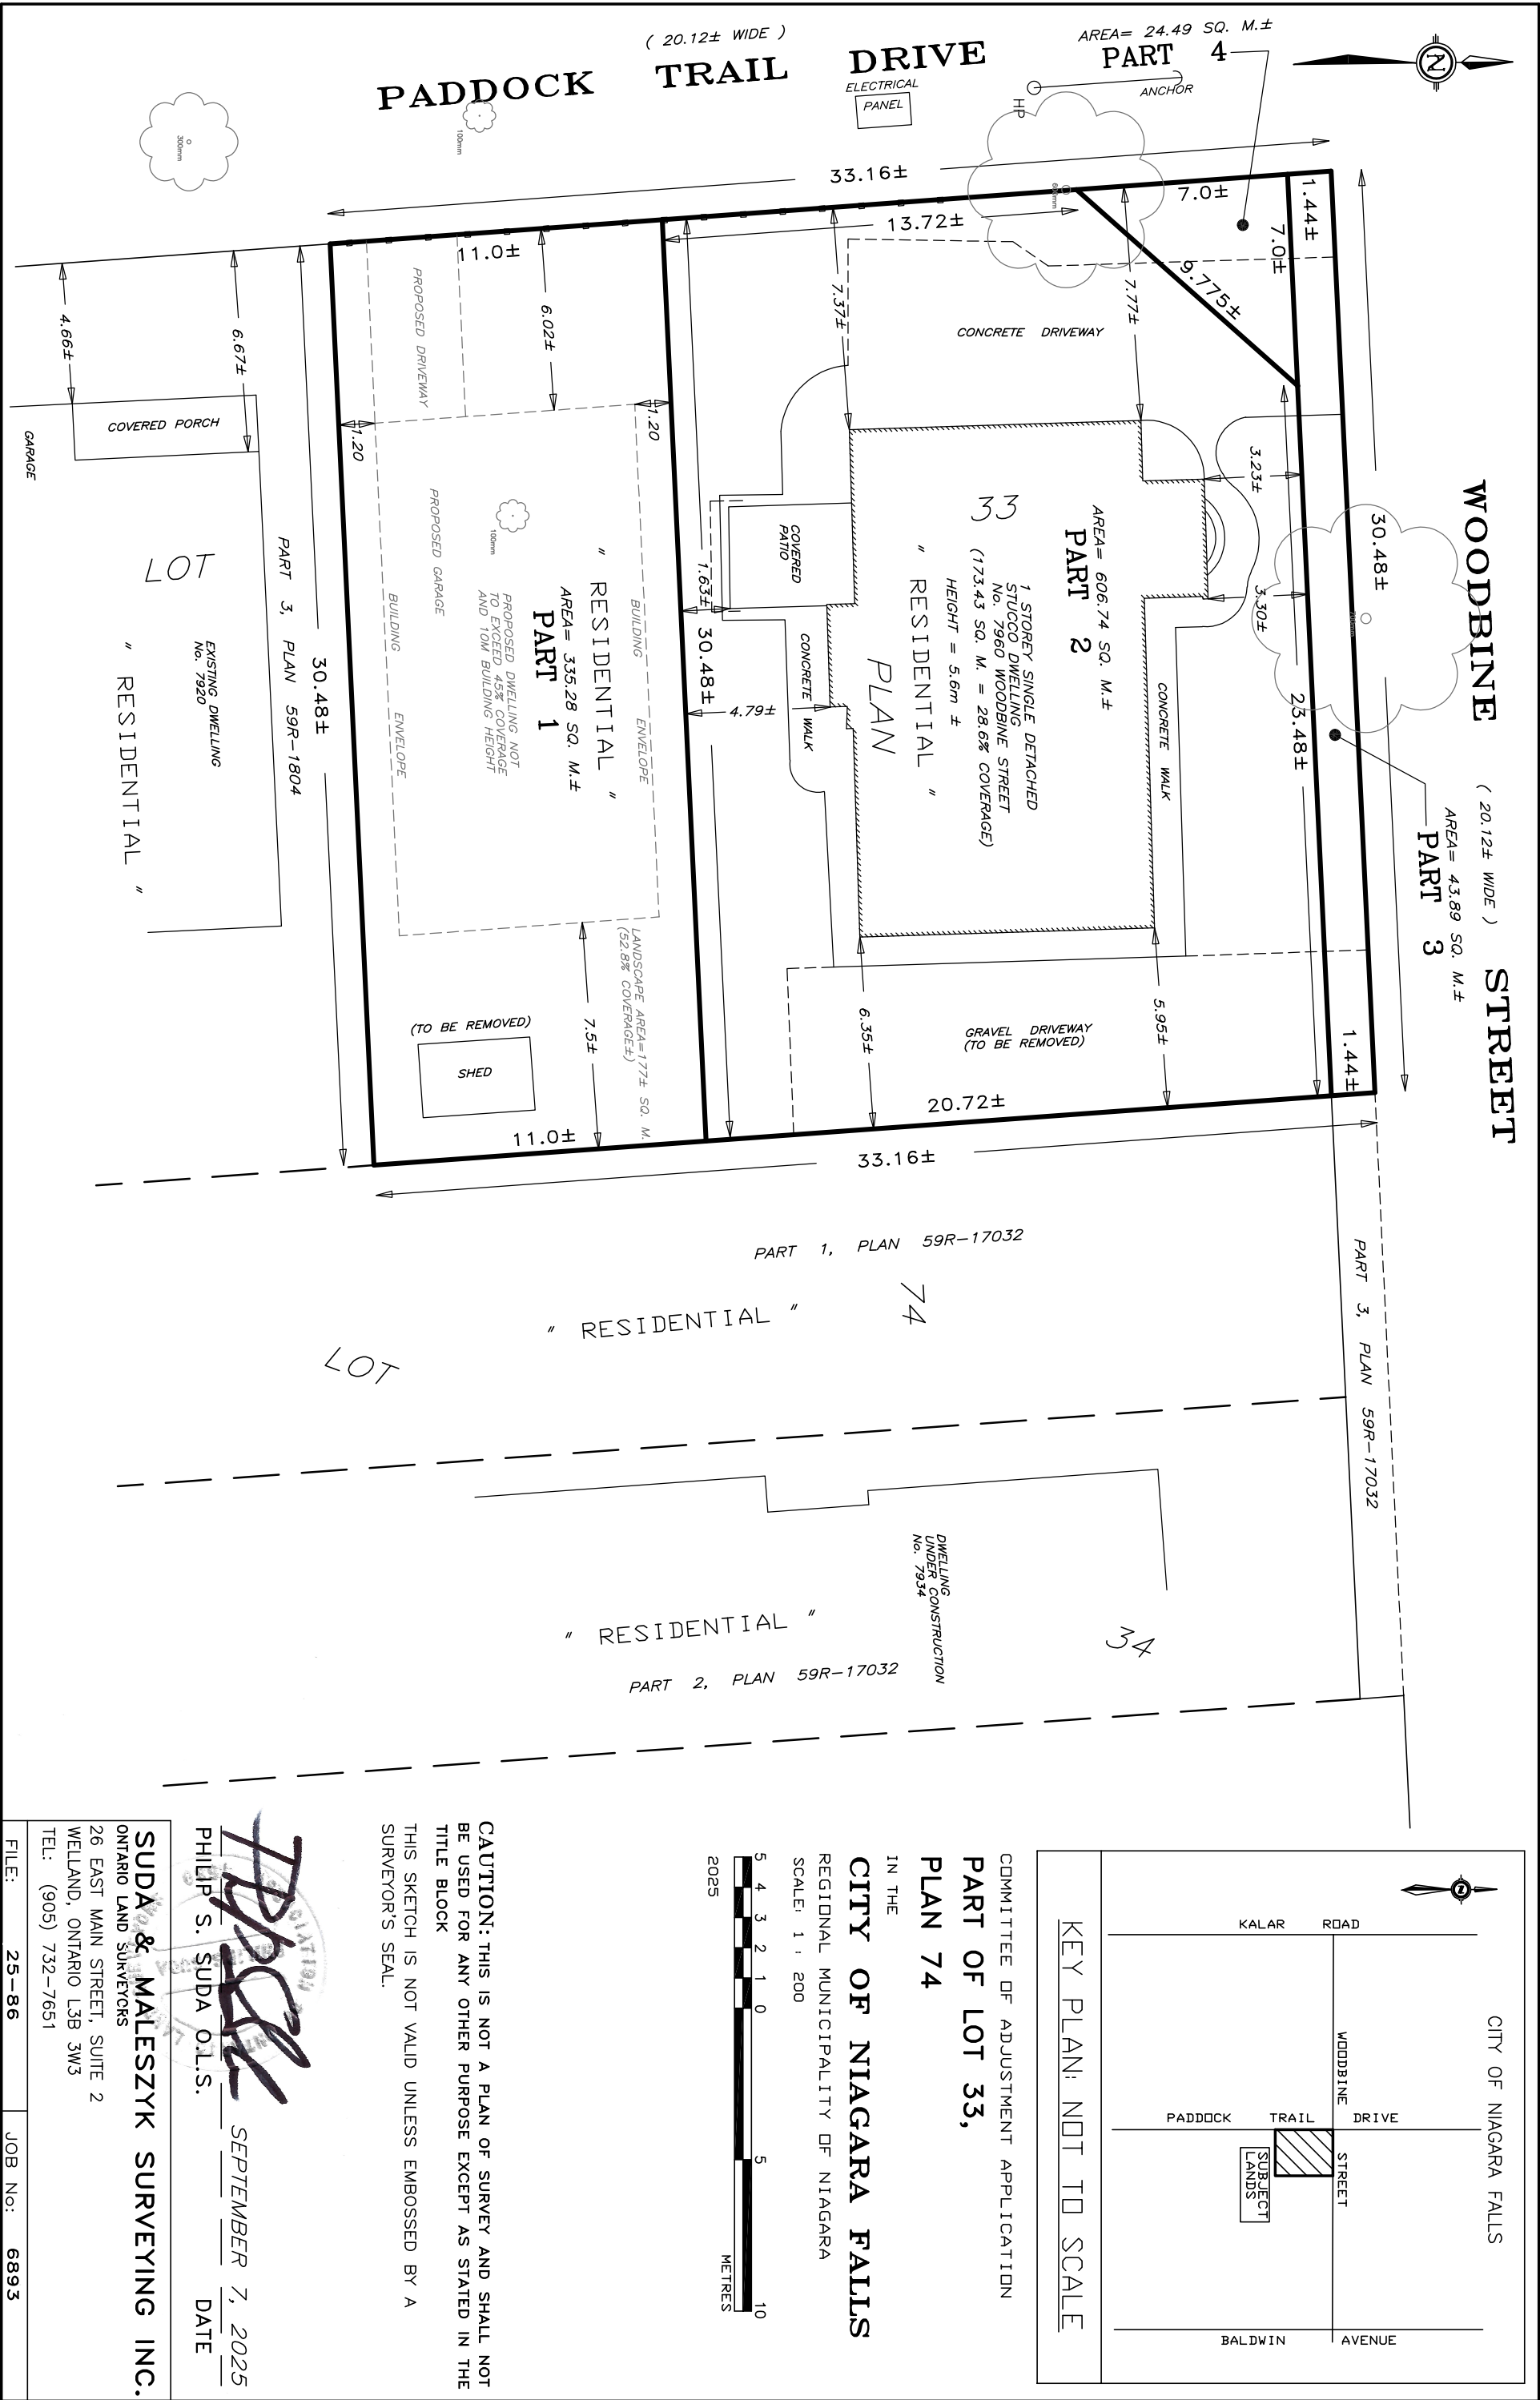 WOODBINE STREET
( 20.12± WIDE )
AREA= 43.89 SQ. M.±
PART 3
PADDOCK TRAIL DRIVE
( 20.12± WIDE )
AREA= 24.49 SQ. M.±
PART 4
ANCHOR
HP
ELECTRICAL
PANEL
N
300mm
100mm
33.16±
30.48±
1.44±
7.0±
7.0±
9.775±
13.72±
7.77±
7.37±
CONCRETE DRIVEWAY
3.23±
3.30±
23.48±
1.44±
AREA= 606.74 SQ. M.±
PART 2
33
1 STOREY SINGLE DETACHED
STUCCO DWELLING
No. 7960 WOODBINE STREET
(173.43 SQ. M. = 28.6% COVERAGE)
HEIGHT = 5.6m ±
" RESIDENTIAL "
PLAN
CONCRETE WALK
COVERED
PATIO
CONCRETE WALK
5.95±
6.35±
GRAVEL DRIVEWAY
(TO BE REMOVED)
20.72±
1.63±
4.79±
30.48±
11.0±
6.02±
1.20
1.20
PROPOSED DRIVEWAY
BUILDING ENVELOPE
" RESIDENTIAL "
AREA= 335.28 SQ. M.±
PART 1
PROPOSED DWELLING NOT
TO EXCEED 45% COVERAGE
AND 10M BUILDING HEIGHT
100mm
PROPOSED GARAGE
BUILDING ENVELOPE
LANDSCAPE AREA=177± SQ. M.
(52.8% COVERAGE±)
7.5±
(TO BE REMOVED)
SHED
11.0±
33.16±
30.48±
PART 3, PLAN 59R-1804
6.67±
4.66±
COVERED PORCH
GARAGE
LOT
EXISTING DWELLING
No. 7920
" RESIDENTIAL "
PART 1, PLAN 59R-17032
74
" RESIDENTIAL "
LOT
PART 3, PLAN 59R-17032
DWELLING
UNDER CONSTRUCTION
No. 7934
34
" RESIDENTIAL "
PART 2, PLAN 59R-17032
CITY OF NIAGARA FALLS
N
KALAR ROAD
WOODBINE STREET
PADDOCK TRAIL DRIVE
SUBJECT
LANDS
BALDWIN AVENUE
KEY PLAN: NOT TO SCALE
COMMITTEE OF ADJUSTMENT APPLICATION
PART OF LOT 33,
PLAN 74
IN THE
CITY OF NIAGARA FALLS
REGIONAL MUNICIPALITY OF NIAGARA
SCALE: 1 : 200
5 4 3 2 1 0 5 10
METRES
2025
CAUTION: THIS IS NOT A PLAN OF SURVEY AND SHALL NOT
BE USED FOR ANY OTHER PURPOSE EXCEPT AS STATED IN THE
TITLE BLOCK
THIS SKETCH IS NOT VALID UNLESS EMBOSSED BY A
SURVEYOR'S SEAL.
SEPTEMBER 7, 2025
PHILIP S. SUDA O.L.S. DATE
SUDA & MALESZYK SURVEYING INC.
ONTARIO LAND SURVEYORS
26 EAST MAIN STREET, SUITE 2
WELLAND, ONTARIO L3B 3W3
TEL: (905) 732-7651
FILE: 25-86 JOB No: 6893